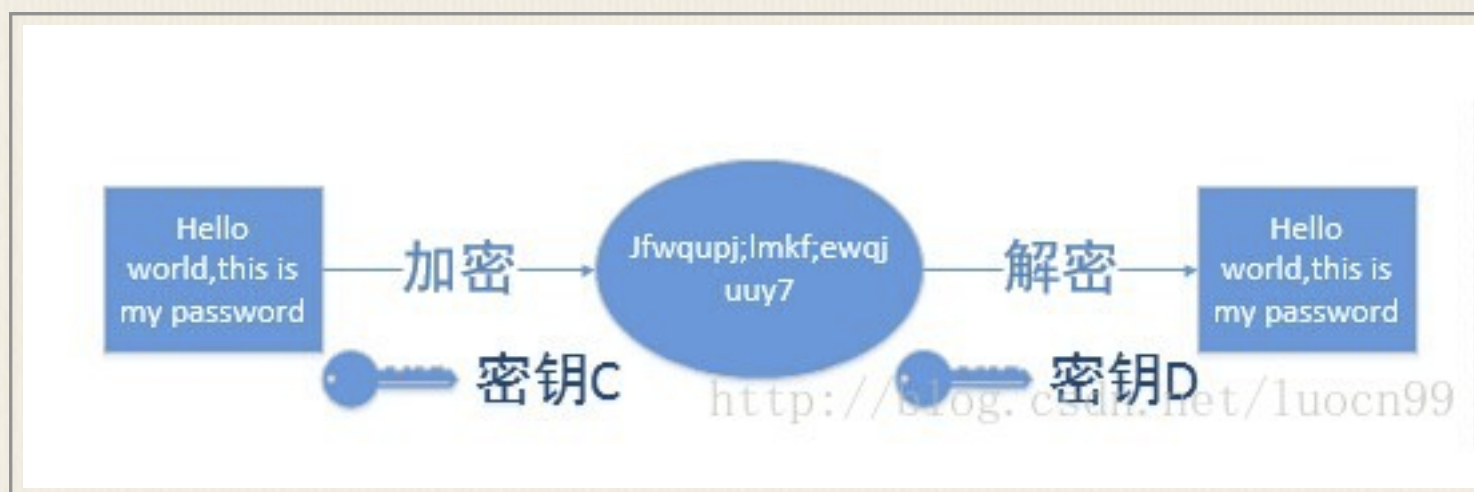 Hello
world,this is
my password
加密
密钥C
Jfwqupj;lmkf;ewqj
uuy7
解密
密钥D
Hello
world,this is
my password
http://blog.csdn.net/luocn99